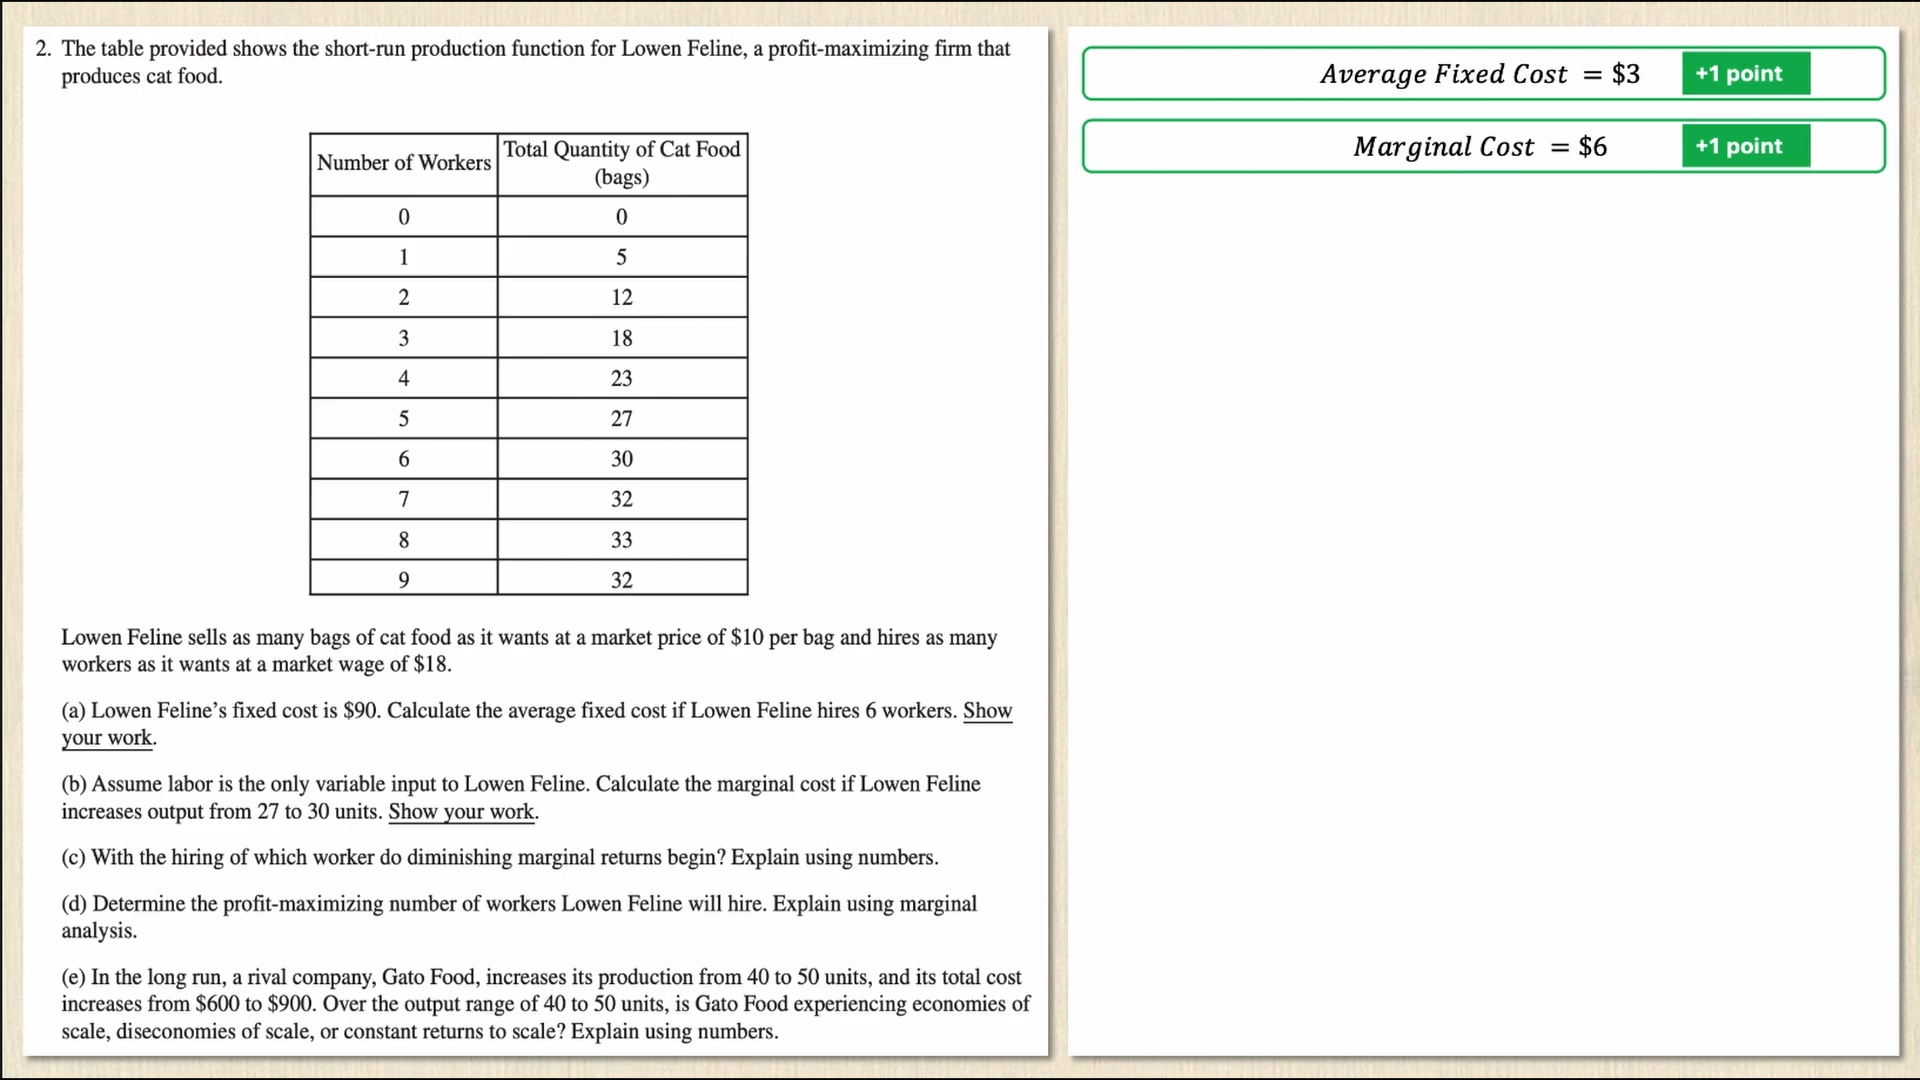 2. The table provided shows the short-run production function for Lowen Feline, a profit-maximizing firm that
produces cat food.
Number of Workers Total Quantity of Cat Food (bags)
0 0
1 5
2 12
3 18
4 23
5 27
6 30
7 32
8 33
9 32
Lowen Feline sells as many bags of cat food as it wants at a market price of $10 per bag and hires as many
workers as it wants at a market wage of $18.
(a) Lowen Feline’s fixed cost is $90. Calculate the average fixed cost if Lowen Feline hires 6 workers. Show
your work.
(b) Assume labor is the only variable input to Lowen Feline. Calculate the marginal cost if Lowen Feline
increases output from 27 to 30 units. Show your work.
(c) With the hiring of which worker do diminishing marginal returns begin? Explain using numbers.
(d) Determine the profit-maximizing number of workers Lowen Feline will hire. Explain using marginal
analysis.
(e) In the long run, a rival company, Gato Food, increases its production from 40 to 50 units, and its total cost
increases from $600 to $900. Over the output range of 40 to 50 units, is Gato Food experiencing economies of
scale, diseconomies of scale, or constant returns to scale? Explain using numbers.
Average Fixed Cost = $3 +1 point
Marginal Cost = $6 +1 point